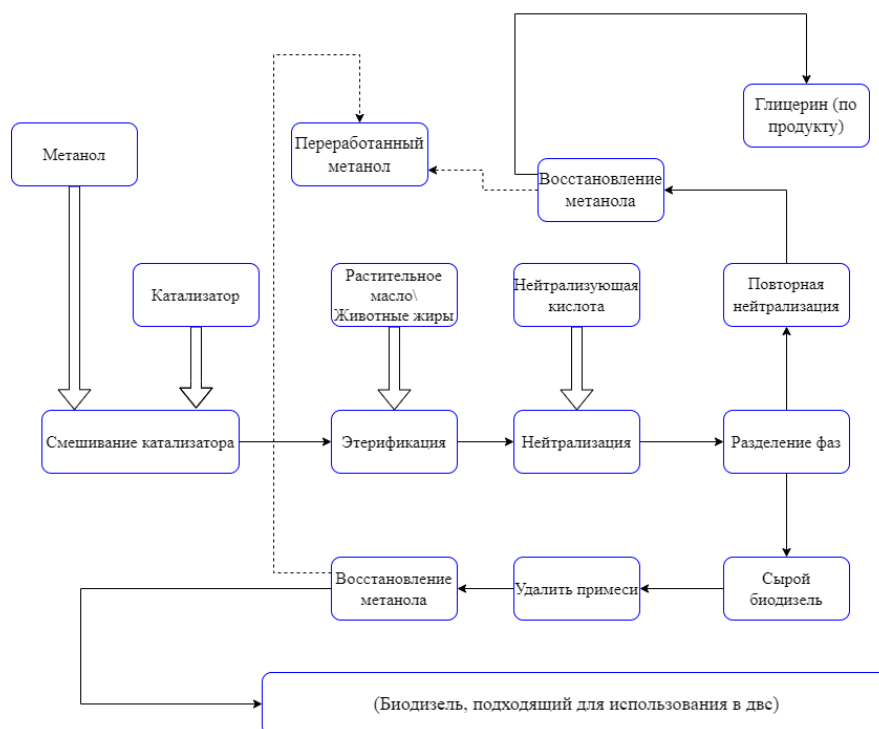 Глицерин (по
продукту)
Метанол
Переработанный
метанол
Восстановление
метанола
Катализатор
Растительное
масло\
Животные жиры
Нейтрализующая
кислота
Повторная
нейтрализация
Смешивание катализатора
Этерификация
Нейтрализация
Разделение фаз
Восстановление
метанола
Удалить примеси
Сырой
биодизель
(Биодизель, подходящий для использования в двс)